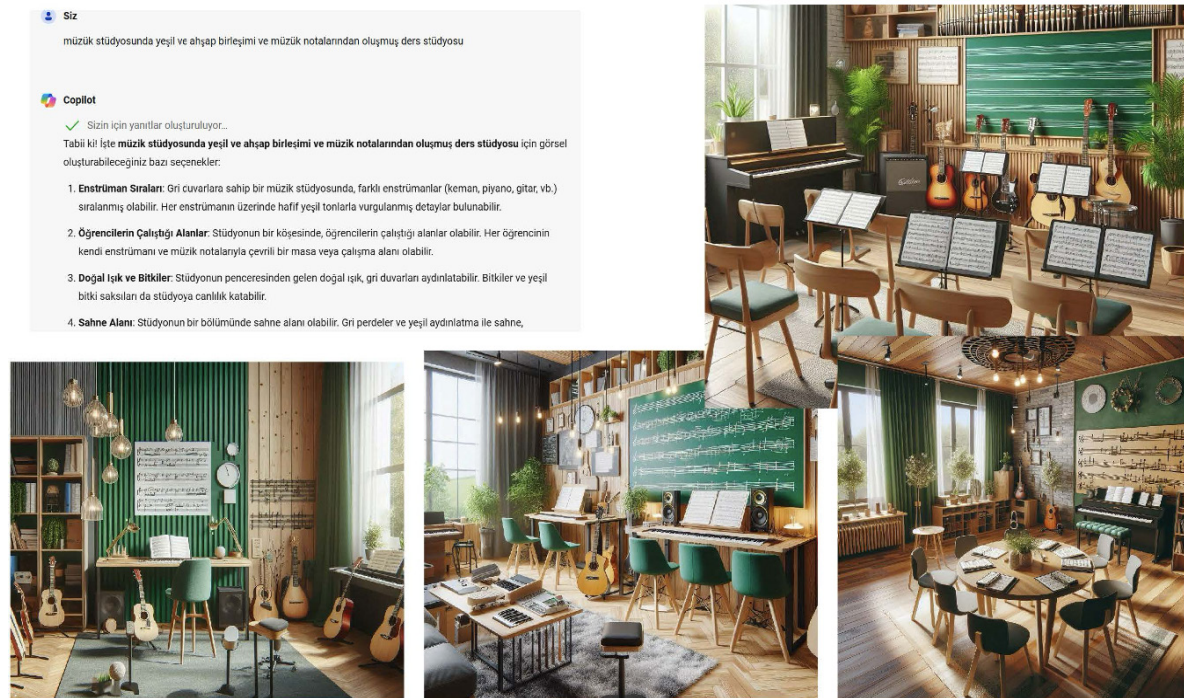 Siz
müzük stüdyosunda yeşil ve ahşap birleşimi ve müzük notalarından oluşmuş ders stüdyosu
Copilot
Sizin için yanıtlar oluşturuluyor...
Tabii ki! İşte müzik stüdyosunda yeşil ve ahşap birleşimi ve müzik notalarından oluşmuş ders stüdyosu için görsel
oluşturabileceğiniz bazı seçenekler:
1. Enstrüman Sıraları: Gri duvarlara sahip bir müzik stüdyosunda, farklı enstrümanlar (keman, piyano, gitar, vb.)
sıralanmış olabilir. Her enstrümanın üzerinde hafif yeşil tonlarla vurgulanmış detaylar bulunabilir.
2. Öğrencilerin Çalıştığı Alanlar: Stüdyonun bir köşesinde, öğrencilerin çalıştığı alanlar olabilir. Her öğrencinin
kendi enstrümanı ve müzik notalarıyla çevrili bir masa veya çalışma alanı olabilir.
3. Doğal Işık ve Bitkiler: Stüdyonun penceresinden gelen doğal ışık, gri duvarları aydınlatabilir. Bitkiler ve yeşil
bitki saksıları da stüdyoya canlılık katabilir.
4. Sahne Alanı: Stüdyonun bir bölümünde sahne alanı olabilir. Gri perdeler ve yeşil aydınlatma ile sahne,